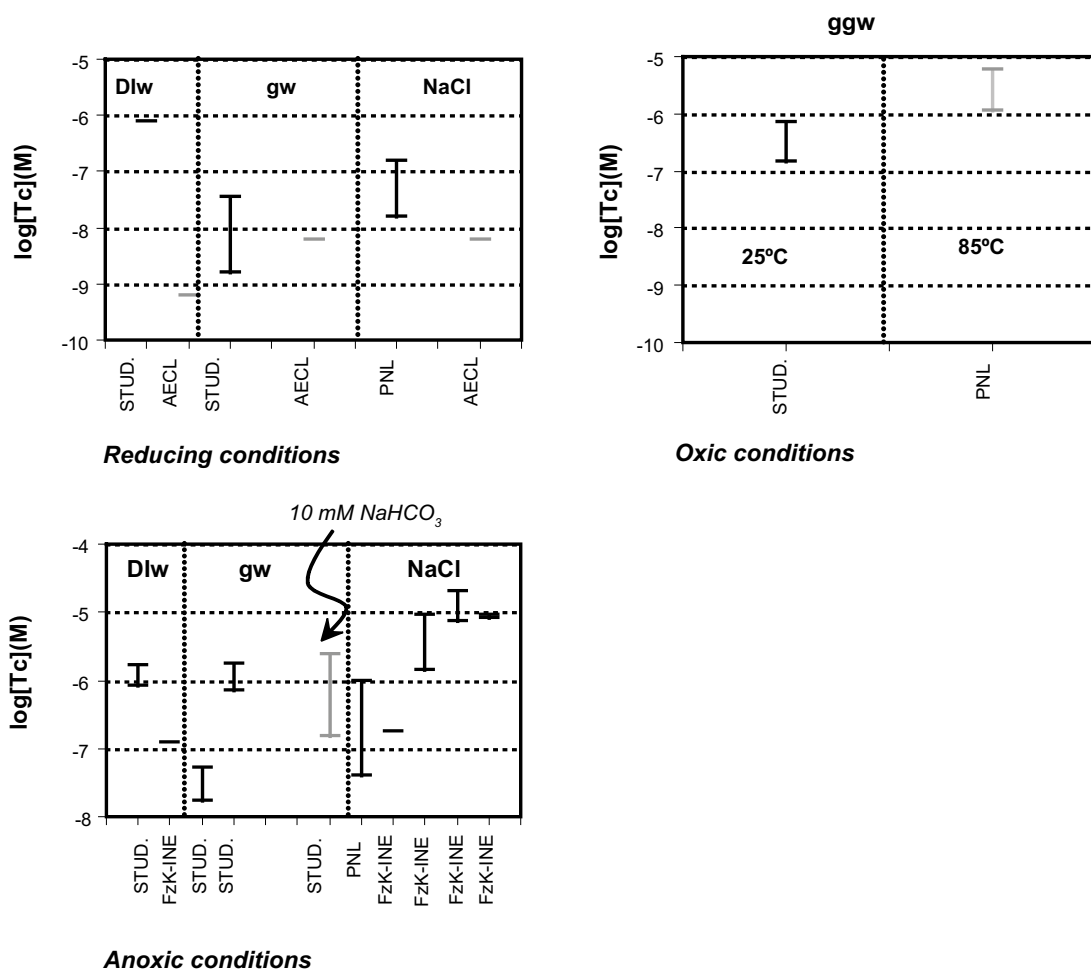 ggw
-5
-6
-7
-8
-9
-10
log[Tc](M)
DIw
gw
NaCl
STUD.
AECL
STUD.
AECL
PNL
AECL
Reducing conditions
-5
-6
-7
-8
-9
-10
log[Tc](M)
25ºC
85ºC
STUD.
PNL
Oxic conditions
10 mM NaHCO₃
-4
-5
-6
-7
-8
log[Tc](M)
DIw
gw
NaCl
STUD.
FzK-INE
STUD.
STUD.
STUD.
PNL
FzK-INE
FzK-INE
FzK-INE
FzK-INE
Anoxic conditions